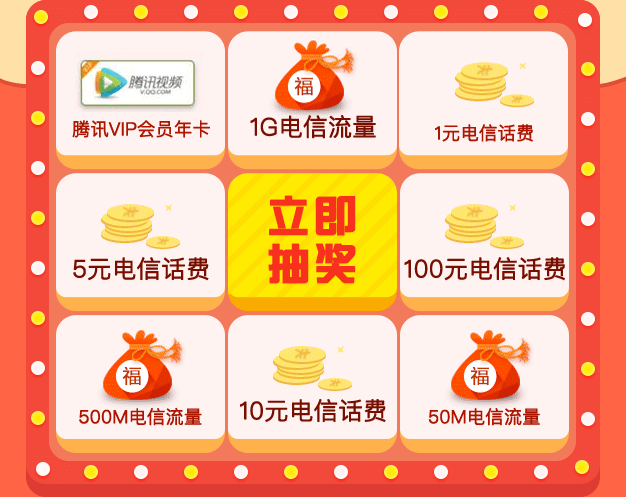 腾讯视频
V.QQ.COM
腾讯VIP会员年卡
福
1G电信流量
1元电信话费
5元电信话费
立即
抽奖
100元电信话费
福
500M电信流量
10元电信话费
福
50M电信流量